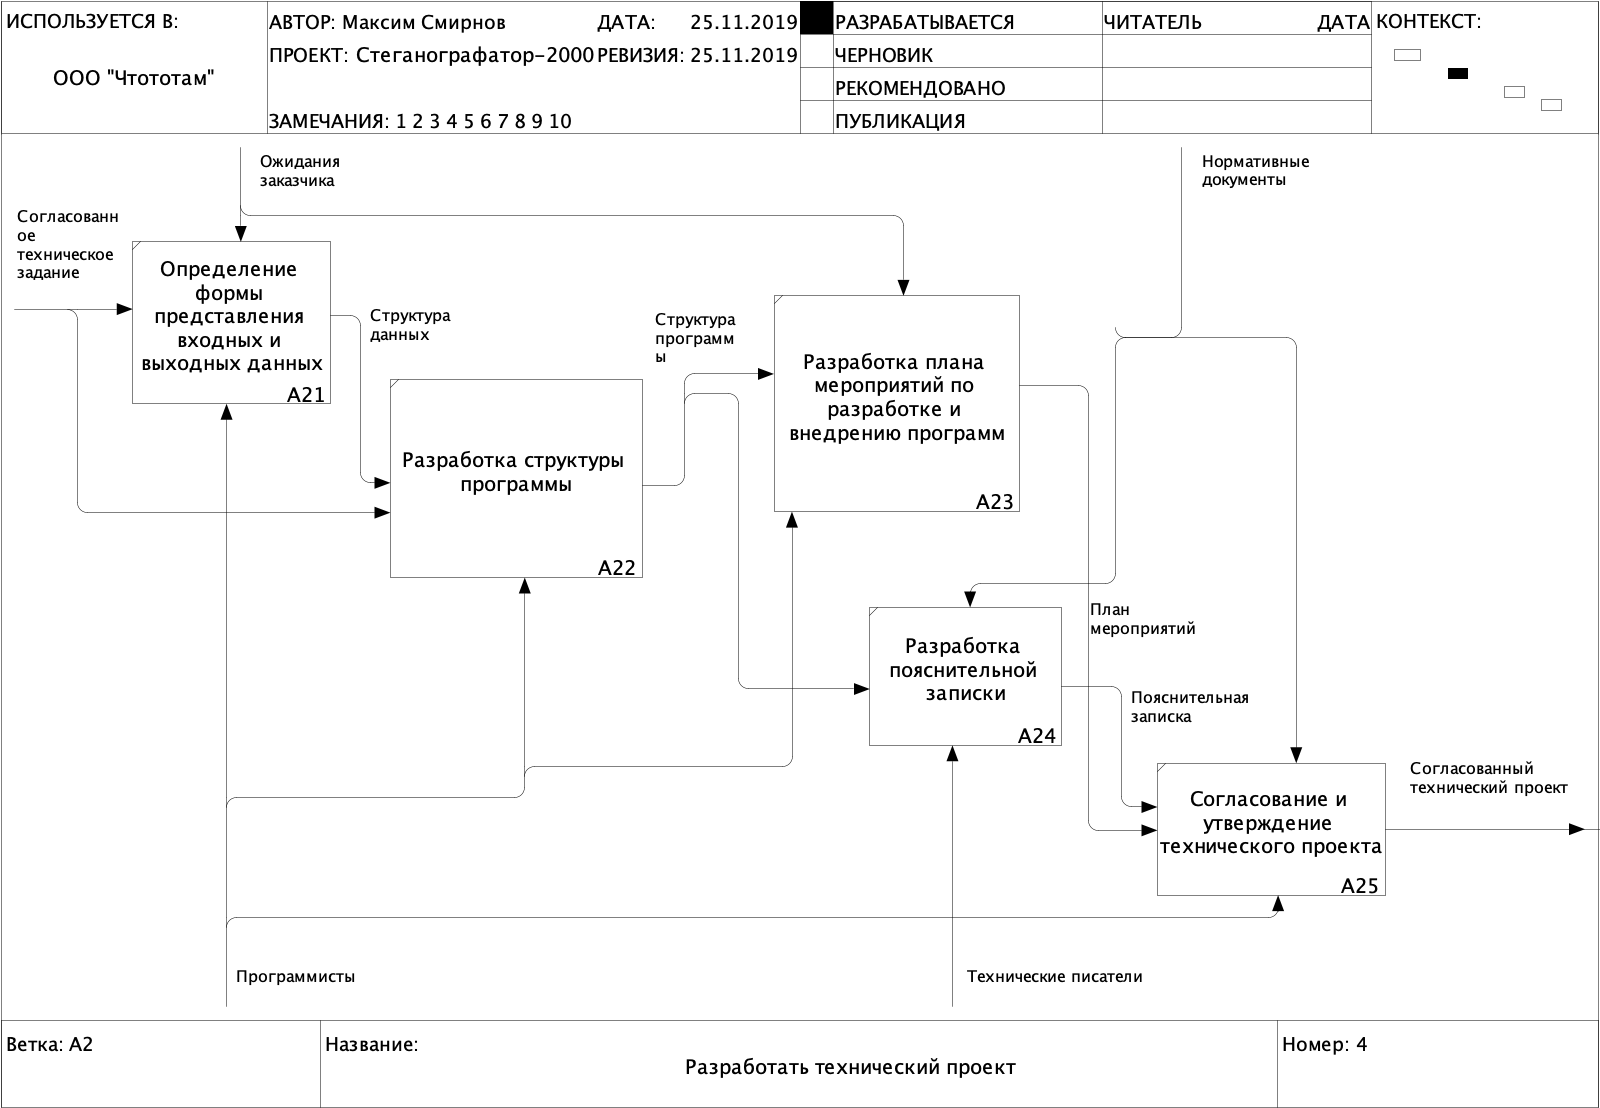 ИСПОЛЬЗУЕТСЯ В:
ООО "Чтототам"
АВТОР: Максим Смирнов
ДАТА: 25.11.2019
ПРОЕКТ: Стеганографатор–2000
РЕВИЗИЯ: 25.11.2019
ЗАМЕЧАНИЯ: 1 2 3 4 5 6 7 8 9 10
РАЗРАБАТЫВАЕТСЯ
ЧЕРНОВИК
РЕКОМЕНДОВАНО
ПУБЛИКАЦИЯ
ЧИТАТЕЛЬ
ДАТА
КОНТЕКСТ:
Ожидания
заказчика
Нормативные
документы
Согласованн
ое
техническое
задание
Определение
формы
представления
входных и
выходных данных
A21
Структура
данных
Структура
программ
ы
Разработка плана
мероприятий по
разработке и
внедрению программ
A23
Разработка структуры
программы
A22
План
мероприятий
Разработка
пояснительной
записки
A24
Пояснительная
записка
Согласованный
технический проект
Согласование и
утверждение
технического проекта
A25
Программисты
Технические писатели
Ветка: A2
Название:
Разработать технический проект
Номер: 4